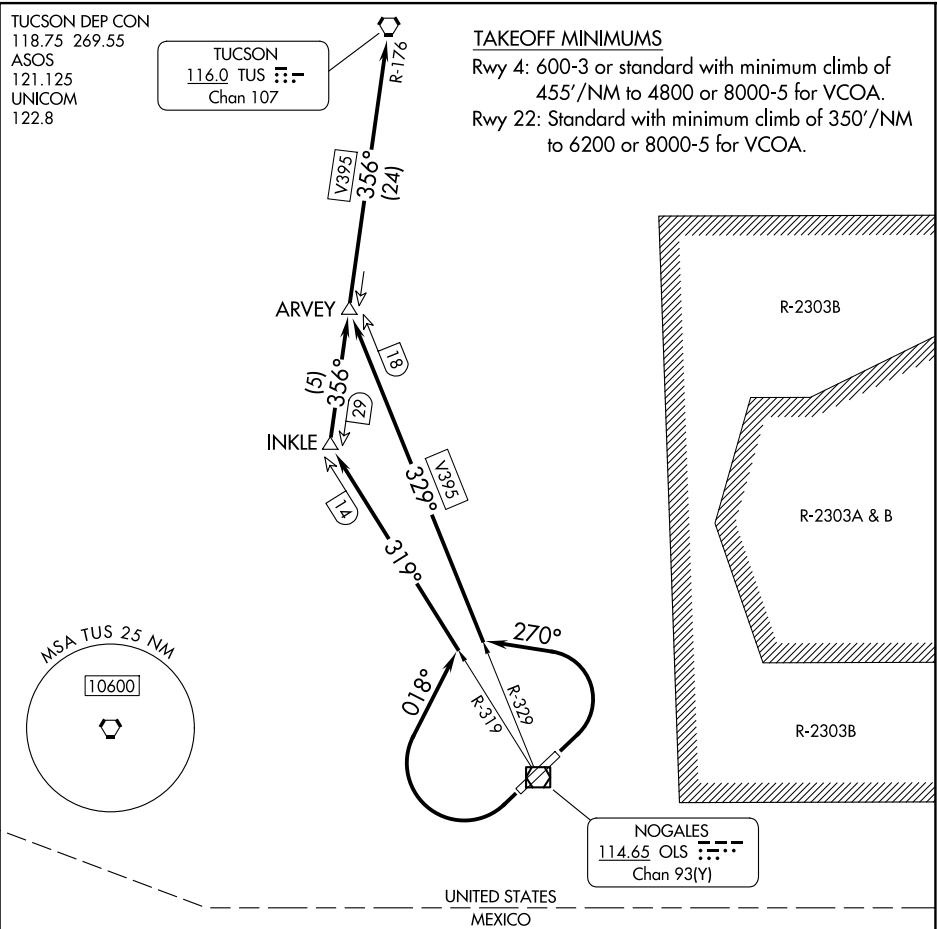 TUCSON DEP CON
118.75 269.55
ASOS
121.125
UNICOM
122.8
TUCSON
116.0 TUS
Chan 107
R-176
TAKEOFF MINIMUMS
Rwy 4: 600-3 or standard with minimum climb of
455'/NM to 4800 or 8000-5 for VCOA.
Rwy 22: Standard with minimum climb of 350'/NM
to 6200 or 8000-5 for VCOA.
V395
356°
(24)
ARVEY
18
(5)
356°
29
INKLE
14
V395
329°
319°
R-2303B
R-2303A & B
R-2303B
MSA TUS 25 NM
10600
018°
270°
R-319
R-329
NOGALES
114.65 OLS
Chan 93(Y)
UNITED STATES
MEXICO